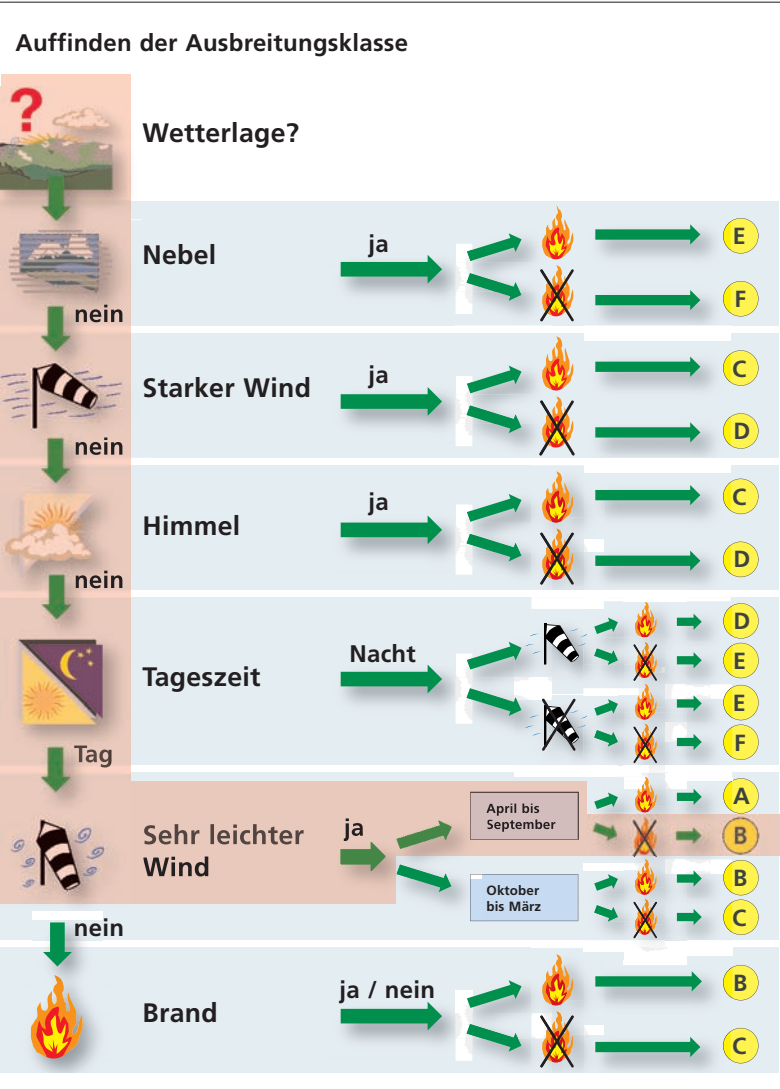 Auffinden der Ausbreitungsklasse
?
Wetterlage?
Nebel
ja
E
F
nein
Starker Wind
ja
C
D
nein
Himmel
ja
C
D
nein
Tageszeit
Nacht
D
E
E
F
Tag
Sehr leichter
Wind
ja
April bis
September
A
B
Oktober
bis März
B
C
nein
Brand
ja / nein
B
C